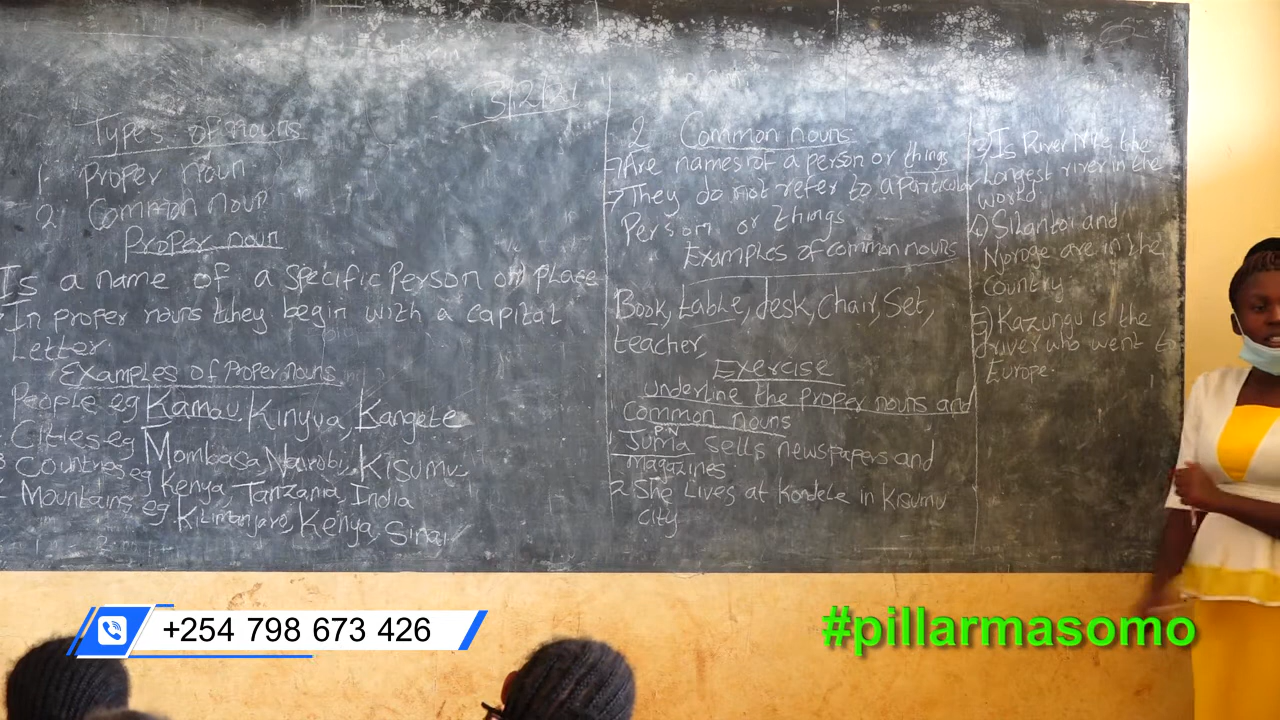 Types of nouns
1. Proper noun
2. Common noun
Proper noun
Is a name of a specific Person or place
In proper nouns they begin with a capital
Letter
Examples of Proper nouns
People eg Kamau, Kinyua, Kangete
Cities eg Mombasa, Nairobi, Kisumu
Countries eg Kenya, Tanzania, India
Mountains eg Kilimanjaro, Kenya, Sinai
2 Common nouns
Are names of a person or things
They do not refer to a particular
Person or things
Examples of common nouns
Book, table, desk, Chair, Set,
teacher,
Exercise
underline the Proper nouns and
Common nouns
1. Juma sells newspapers and
magazines
2. She Lives at Kondele in Kisumu
City
3) Is River Nile the
Longest river in the
world
4) Silantoi and
are in the
country
5) Kazungu is the
driver who went to
Europe.
+254 798 673 426
#pillarmasomo